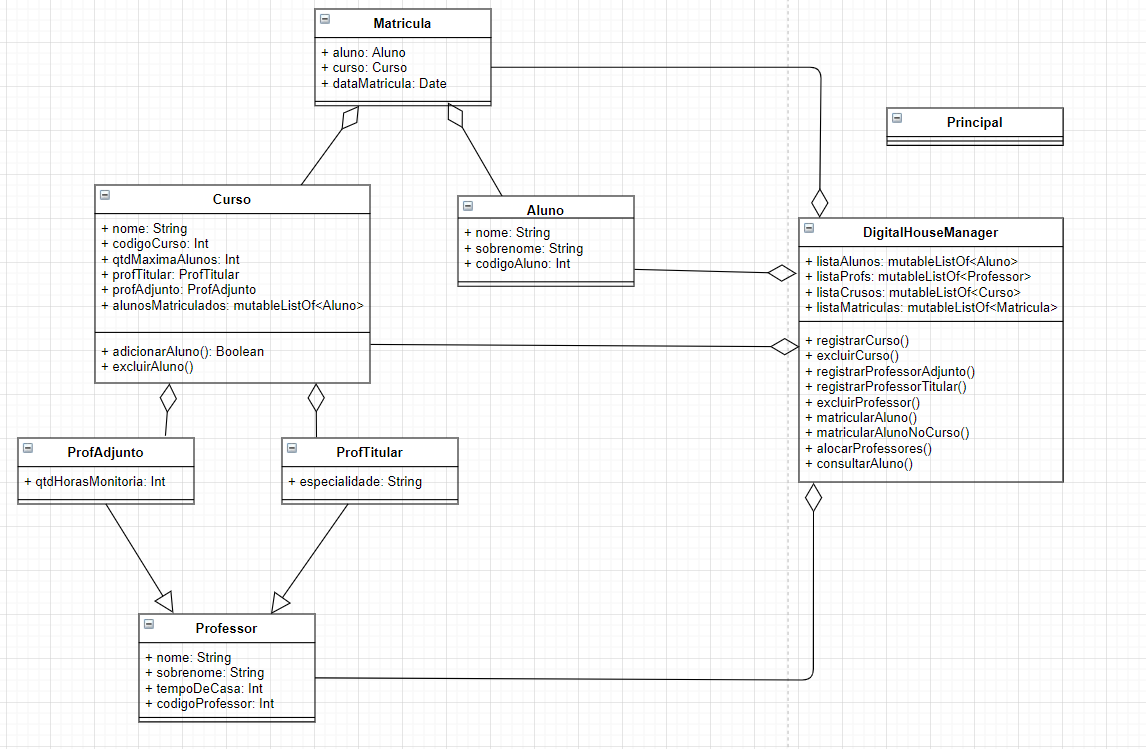 Matricula
+ aluno: Aluno
+ curso: Curso
+ dataMatricula: Date
Principal
Curso
+ nome: String
+ codigoCurso: Int
+ qtdMaximaAlunos: Int
+ profTitular: ProfTitular
+ profAdjunto: ProfAdjunto
+ alunosMatriculados: mutableListOf<Aluno>
+ adicionarAluno(): Boolean
+ excluirAluno()
Aluno
+ nome: String
+ sobrenome: String
+ codigoAluno: Int
DigitalHouseManager
+ listaAlunos: mutableListOf<Aluno>
+ listaProfs: mutableListOf<Professor>
+ listaCrusos: mutableListOf<Curso>
+ listaMatriculas: mutableListOf<Matricula>
+ registrarCurso()
+ excluirCurso()
+ registrarProfessorAdjunto()
+ registrarProfessorTitular()
+ excluirProfessor()
+ matricularAluno()
+ matricularAlunoNoCurso()
+ alocarProfessores()
+ consultarAluno()
ProfAdjunto
+ qtdHorasMonitoria: Int
ProfTitular
+ especialidade: String
Professor
+ nome: String
+ sobrenome: String
+ tempoDeCasa: Int
+ codigoProfessor: Int